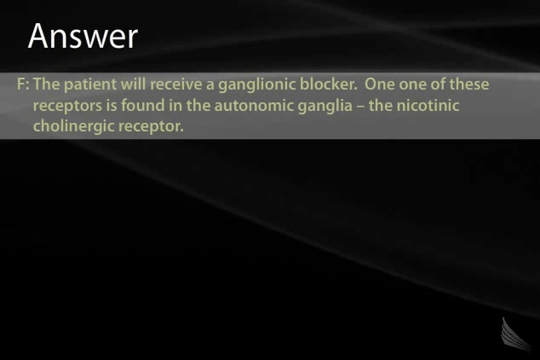 Answer
F: The patient will receive a ganglionic blocker.  One one of these
receptors is found in the autonomic ganglia – the nicotinic
cholinergic receptor.